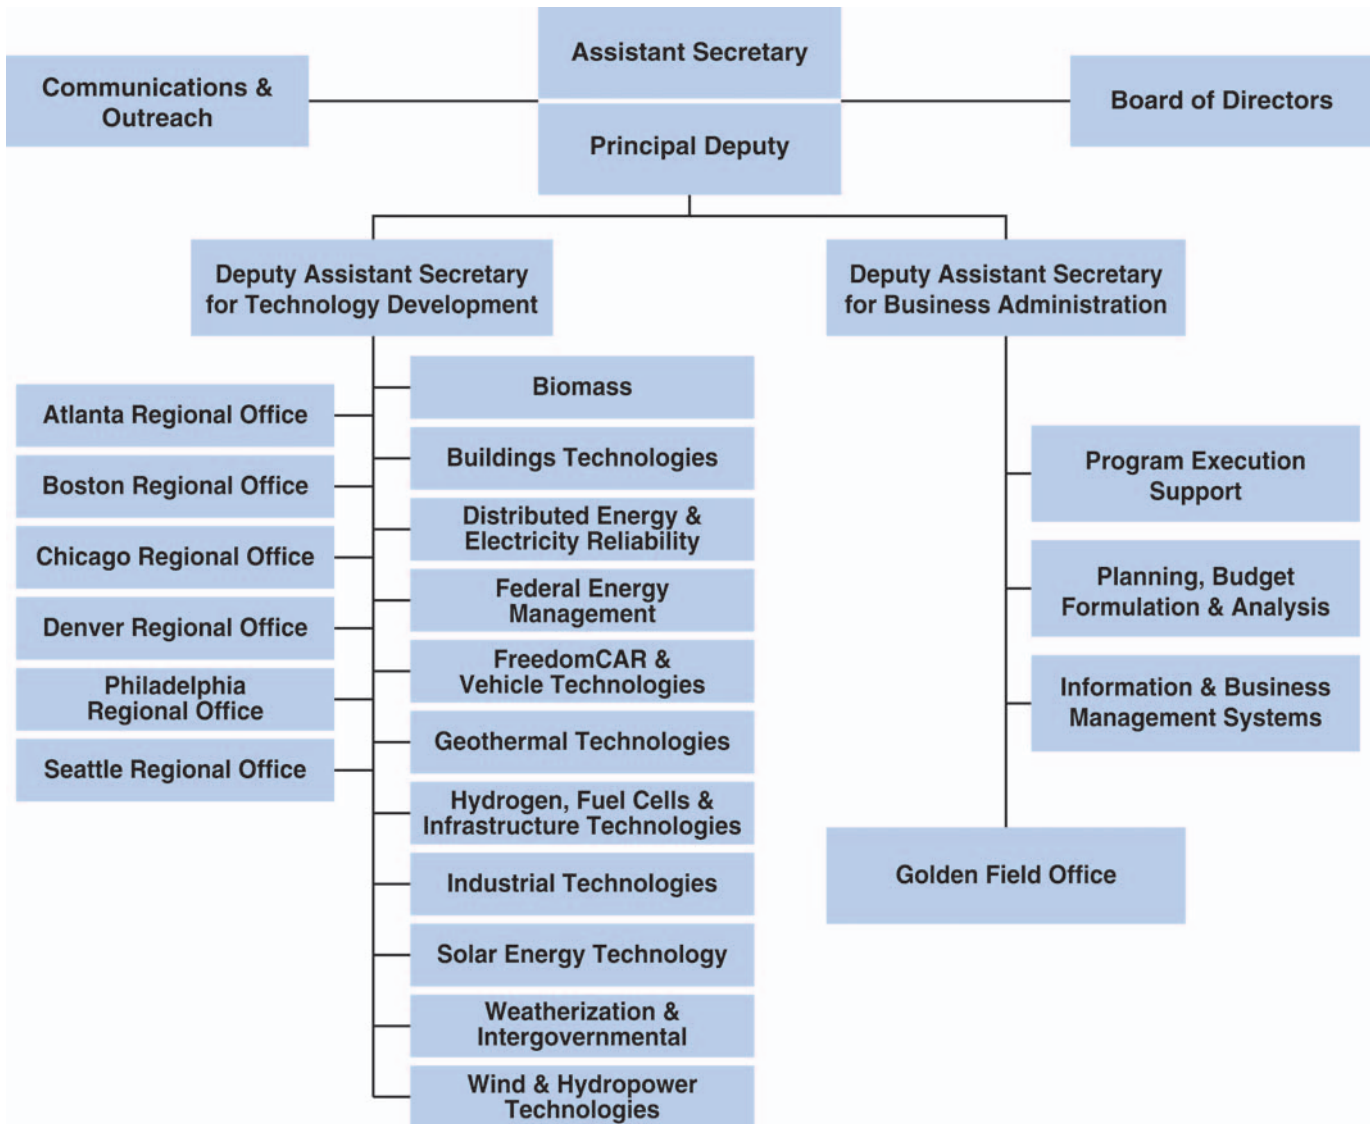 Assistant Secretary
Communications &
Outreach
Board of Directors
Principal Deputy
Deputy Assistant Secretary
for Technology Development
Deputy Assistant Secretary
for Business Administration
Atlanta Regional Office
Boston Regional Office
Chicago Regional Office
Denver Regional Office
Philadelphia
Regional Office
Seattle Regional Office
Biomass
Buildings Technologies
Distributed Energy &
Electricity Reliability
Federal Energy
Management
FreedomCAR &
Vehicle Technologies
Geothermal Technologies
Hydrogen, Fuel Cells &
Infrastructure Technologies
Industrial Technologies
Solar Energy Technology
Weatherization &
Intergovernmental
Wind & Hydropower
Technologies
Program Execution
Support
Planning, Budget
Formulation & Analysis
Information & Business
Management Systems
Golden Field Office